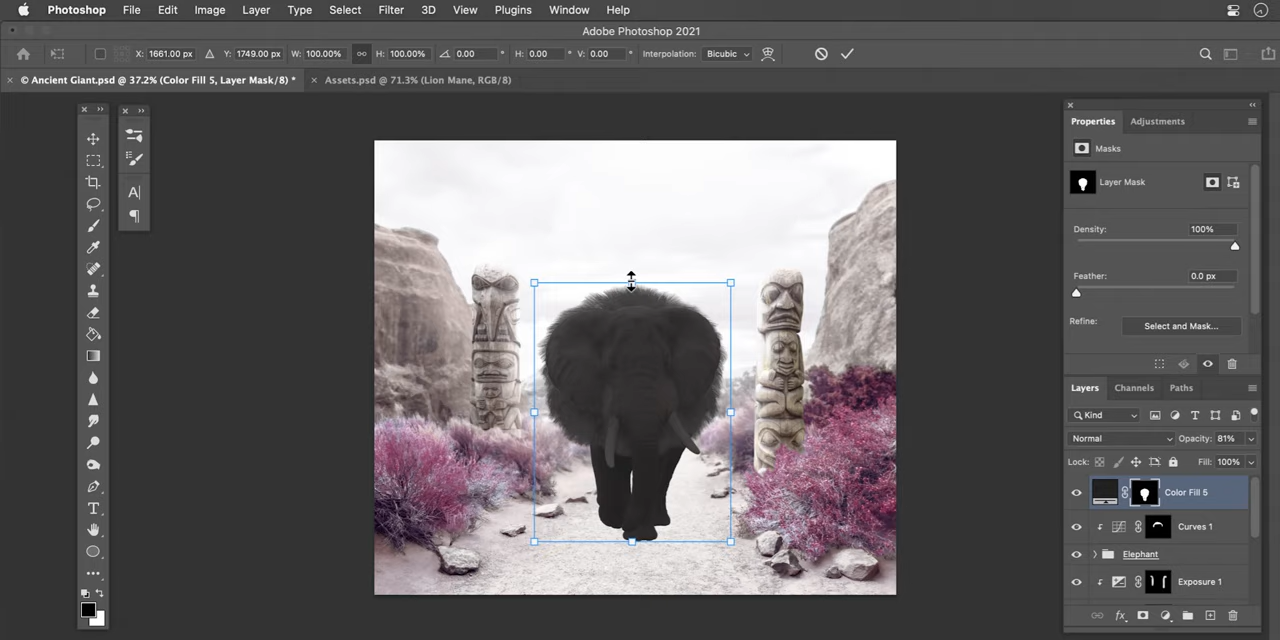 Photoshop File Edit Image Layer Type Select Filter 3D View Plugins Window Help
Adobe Photoshop 2021
X: 1661.00 px Y: 1749.00 px W: 100.00% H: 100.00% 0.00 ° H: 0.00 ° V: 0.00 ° Interpolation: Bicubic
© Ancient Giant.psd @ 37.2% (Color Fill 5, Layer Mask/8) * Assets.psd @ 71.3% (Lion Mane, RGB/8)
Properties Adjustments
Masks
Layer Mask
Density: 100%
Feather: 0.0 px
Refine: Select and Mask...
Layers Channels Paths
Kind
Normal Opacity: 81%
Lock: Fill: 100%
Color Fill 5
Curves 1
Elephant
Exposure 1